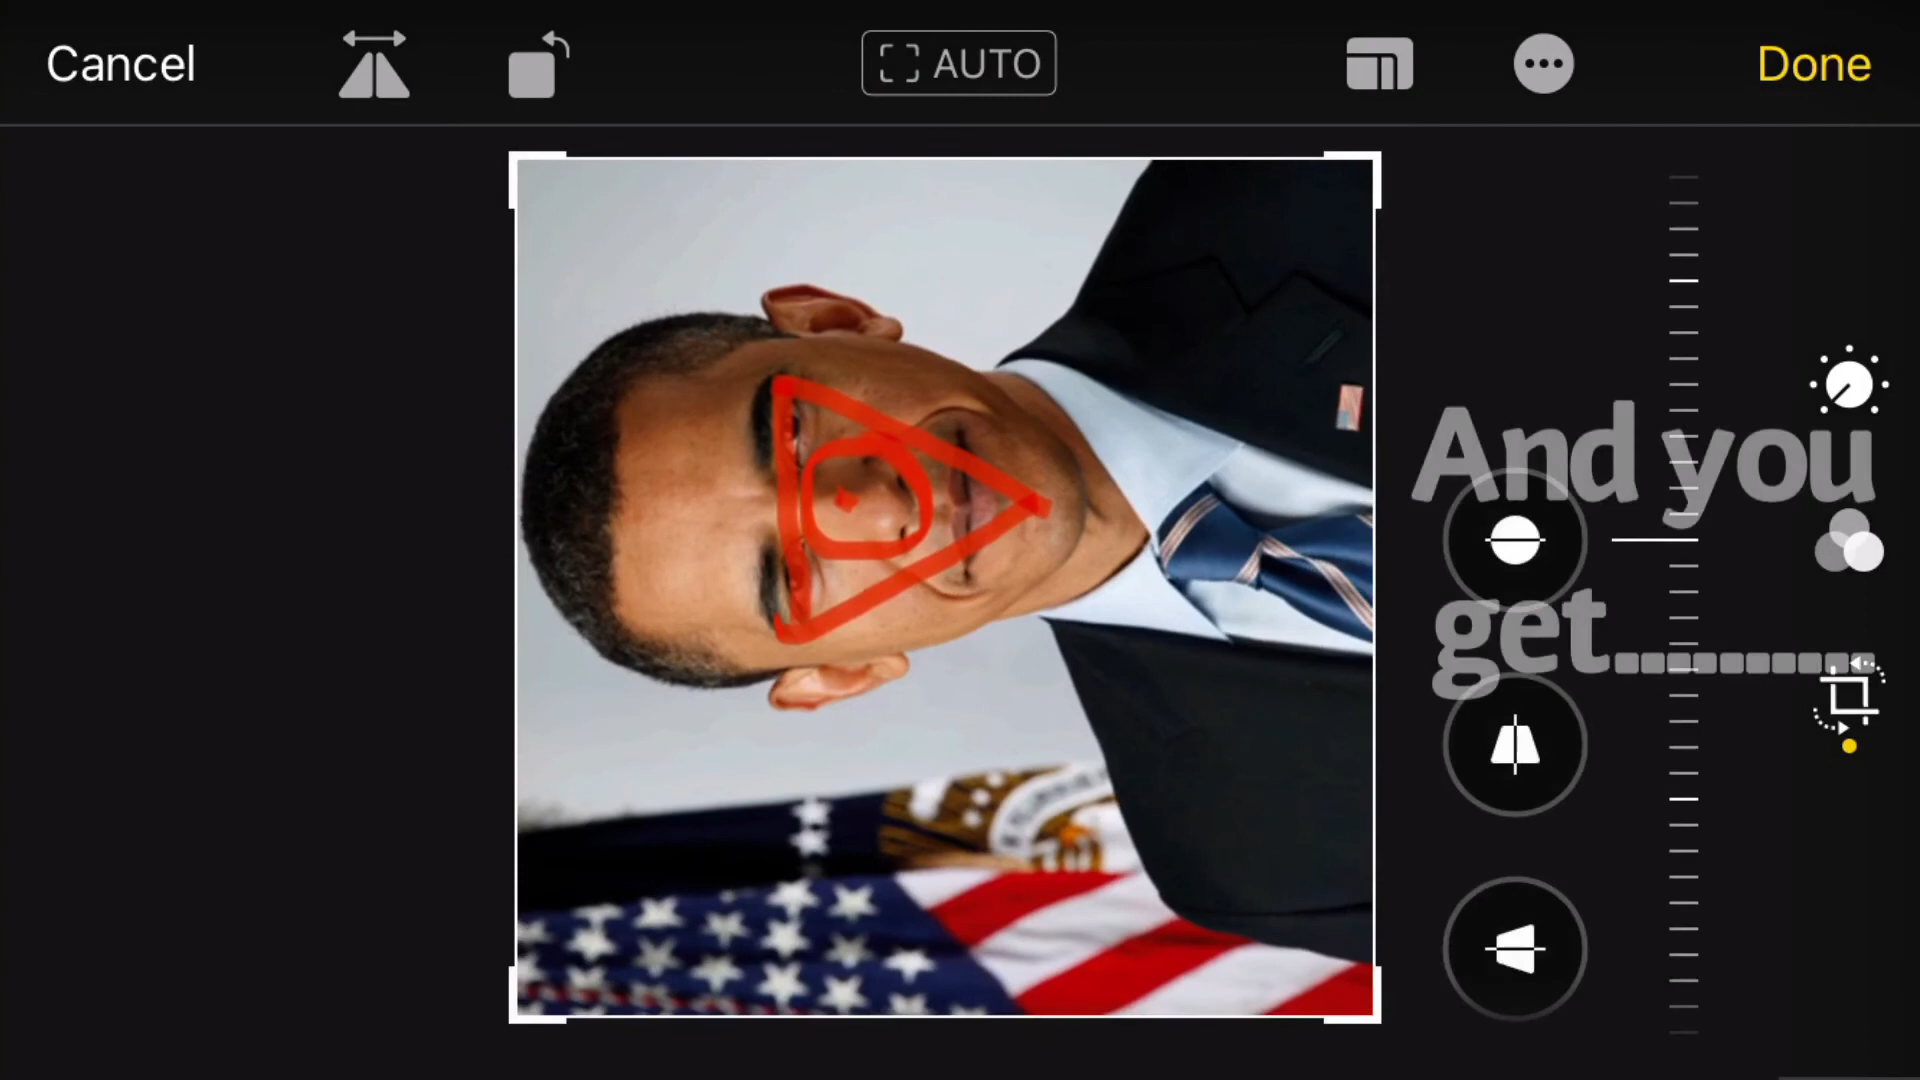 Cancel
AUTO
Done
And you
get..........